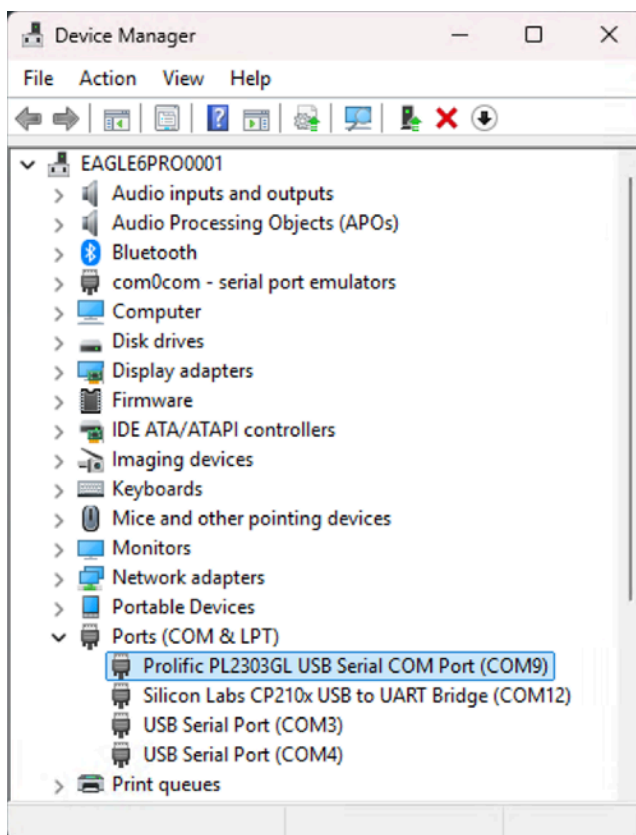 Device Manager
File Action View Help
EAGLE6PRO0001
Audio inputs and outputs
Audio Processing Objects (APOs)
Bluetooth
com0com - serial port emulators
Computer
Disk drives
Display adapters
Firmware
IDE ATA/ATAPI controllers
Imaging devices
Keyboards
Mice and other pointing devices
Monitors
Network adapters
Portable Devices
Ports (COM & LPT)
Prolific PL2303GL USB Serial COM Port (COM9)
Silicon Labs CP210x USB to UART Bridge (COM12)
USB Serial Port (COM3)
USB Serial Port (COM4)
Print queues